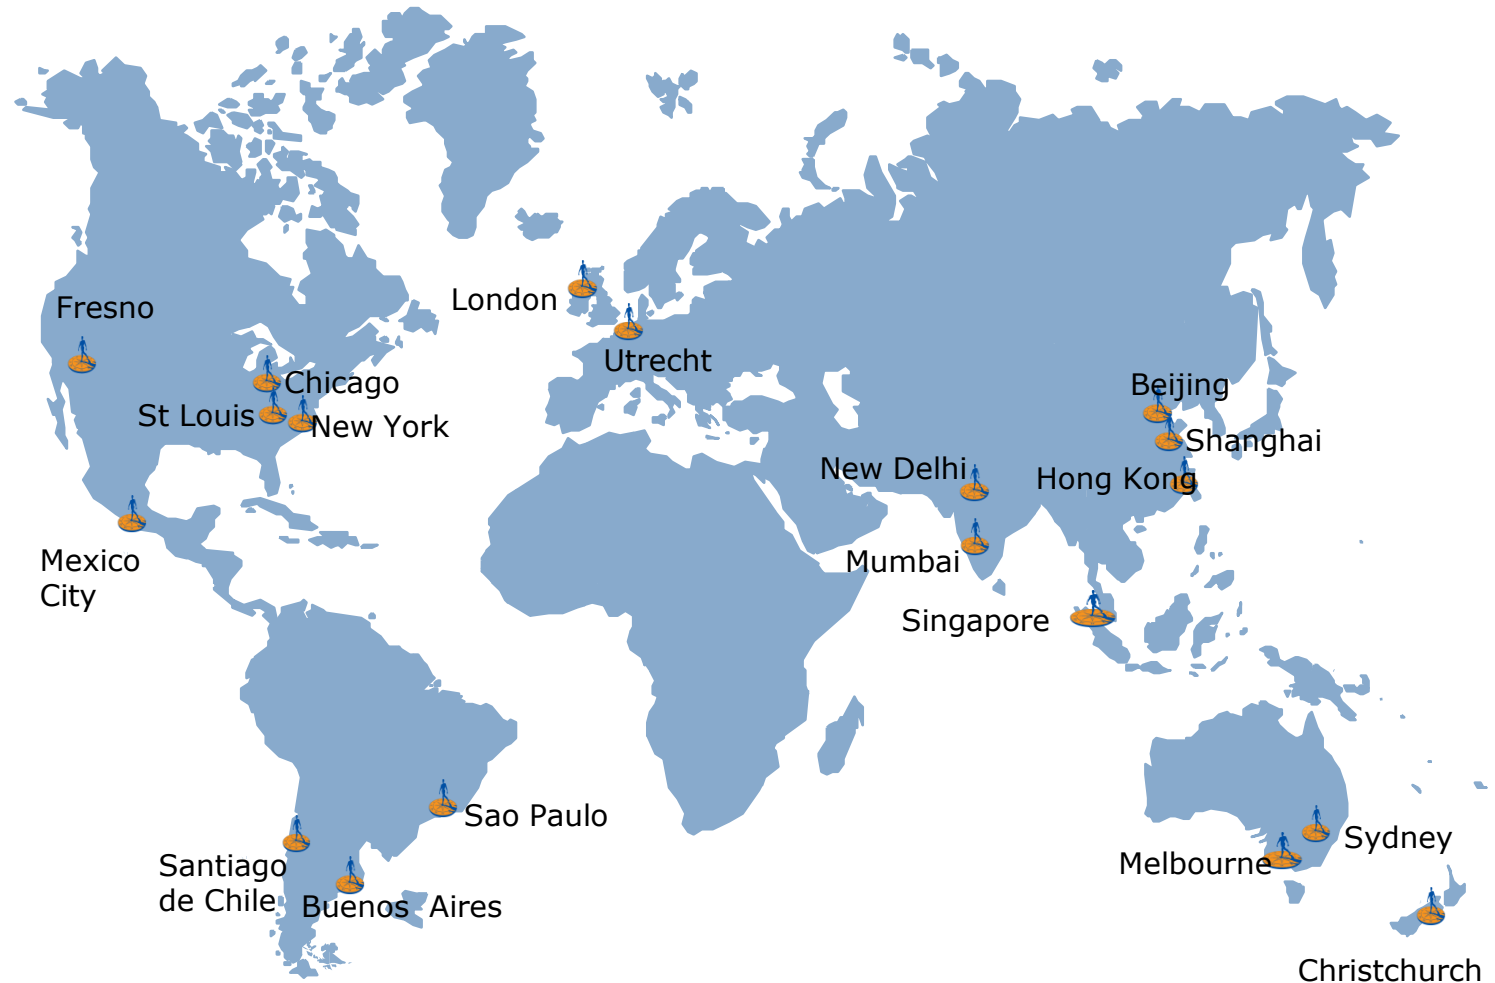 Fresno
London
Utrecht
Chicago
St Louis
New York
Beijing
Shanghai
New Delhi
Hong Kong
Mexico
City
Mumbai
Singapore
Sao Paulo
Santiago
de Chile
Buenos Aires
Sydney
Melbourne
Christchurch